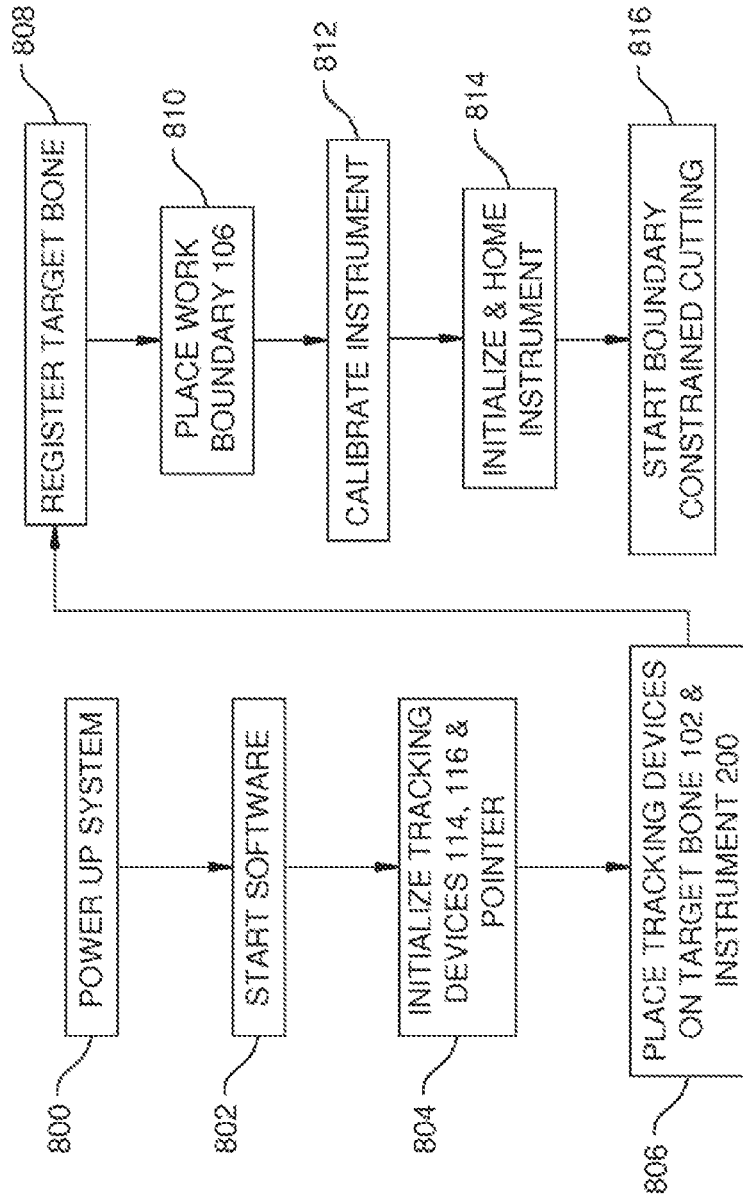 800
POWER UP SYSTEM
802
START SOFTWARE
804
INITIALIZE TRACKING
DEVICES 114, 116 &
POINTER
806
PLACE TRACKING DEVICES
ON TARGET BONE 102 &
INSTRUMENT 200
808
REGISTER TARGET BONE
810
PLACE WORK
BOUNDARY 106
812
CALIBRATE INSTRUMENT
814
INITIALIZE & HOME
INSTRUMENT
816
START BOUNDARY
CONSTRAINED CUTTING